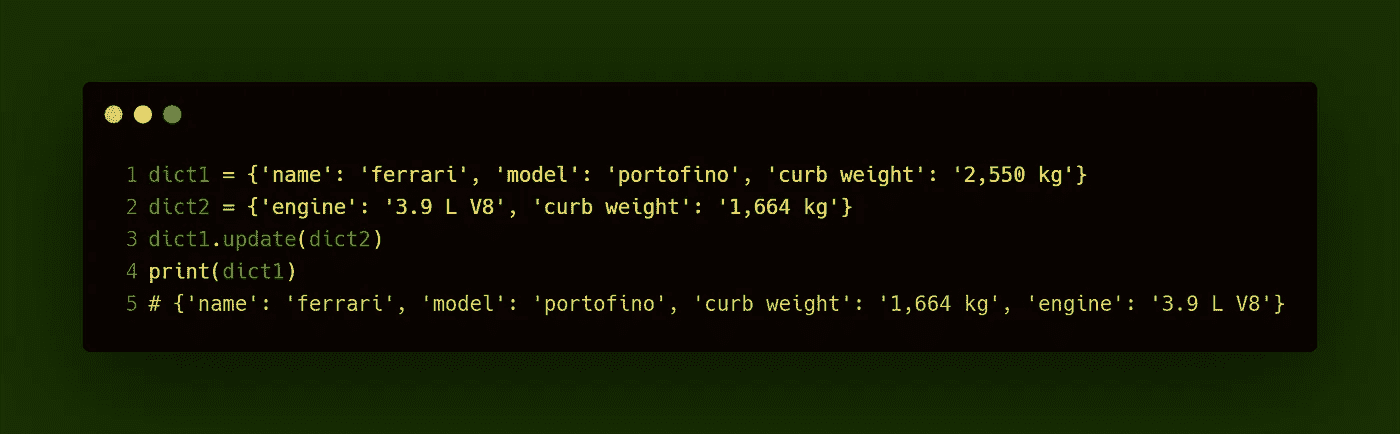 1 dict1 = {'name': 'ferrari', 'model': 'portofino', 'curb weight': '2,550 kg'}
2 dict2 = {'engine': '3.9 L V8', 'curb weight': '1,664 kg'}
3 dict1.update(dict2)
4 print(dict1)
5 # {'name': 'ferrari', 'model': 'portofino', 'curb weight': '1,664 kg', 'engine': '3.9 L V8'}